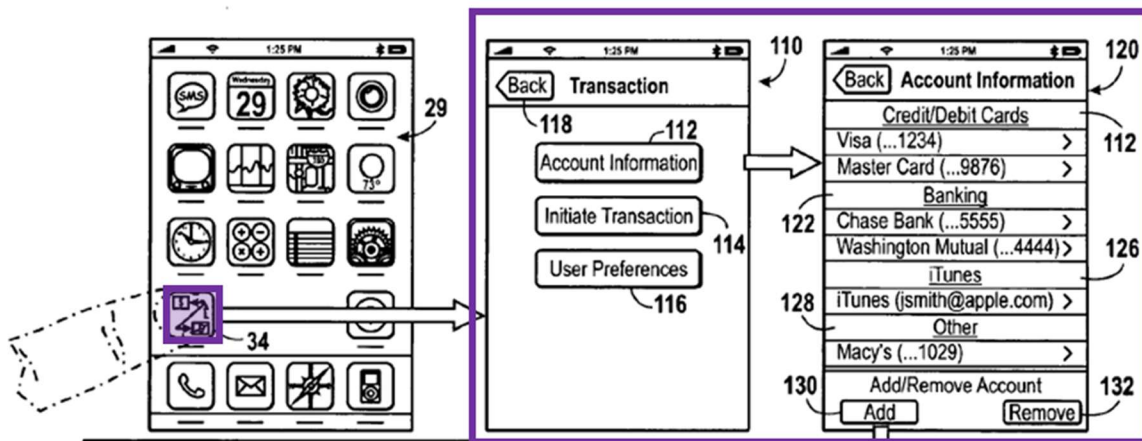 1:25 PM
SMS
Wednesday
29
73°
29
34
1:25 PM
Back
Transaction
118
110
112
Account Information
Initiate Transaction
114
User Preferences
116
1:25 PM
Back
Account Information
120
Credit/Debit Cards
112
Visa (...1234) >
Master Card (...9876) >
Banking
122
Chase Bank (...5555) >
Washington Mutual (...4444) >
126
iTunes
iTunes (jsmith@apple.com) >
128
Other
Macy's (...1029) >
Add/Remove Account
130
Add
Remove
132